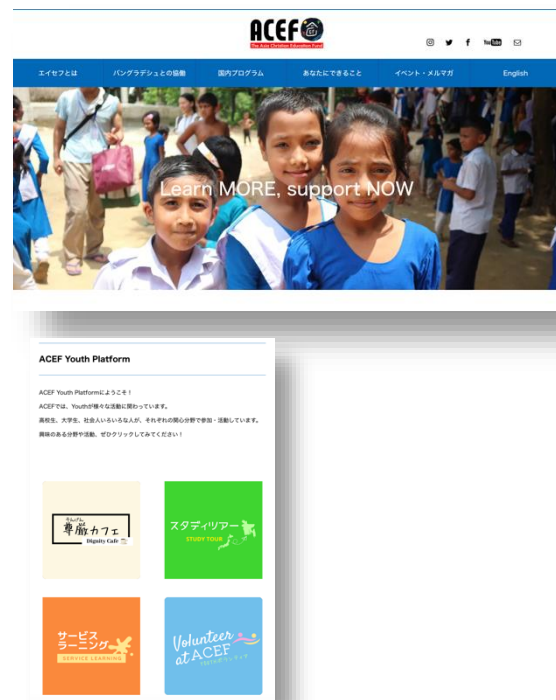 ACEF
The Asia Christian Education Fund
You Tube
エイセフとは バングラデシュとの協働 国内プログラム あなたにできること イベント・メルマガ English
Learn MORE, support NOW
ACEF Youth Platform
ACEF Youth Platformにようこそ！
ACEFでは、Youthが様々な活動に関わっています。
高校生、大学生、社会人いろいろな人が、それぞれの関心分野で参加・活動しています。
興味のある分野や活動、ぜひクリックしてみてください！
そんげん
尊厳カフェ
Dignity Cafe
スタディツアー
STUDY TOUR
サービス
ラーニング
SERVICE LEARNING
Volunteer
at ACEF